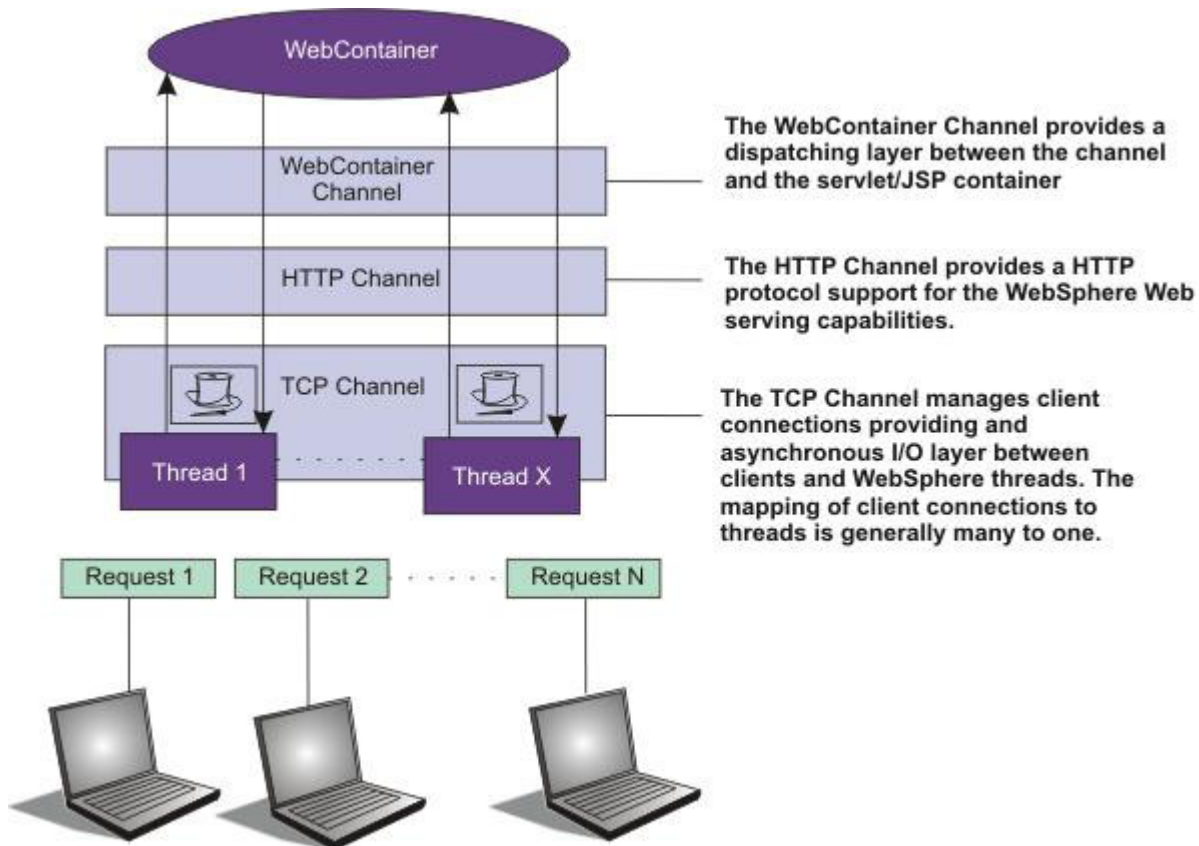 WebContainer
WebContainer
Channel
The WebContainer Channel provides a
dispatching layer between the channel
and the servlet/JSP container
HTTP Channel
The HTTP Channel provides a HTTP
protocol support for the WebSphere Web
serving capabilities.
TCP Channel
The TCP Channel manages client
connections providing and
asynchronous I/O layer between
clients and WebSphere threads. The
mapping of client connections to
threads is generally many to one.
Thread 1
Thread X
Request 1
Request 2
Request N